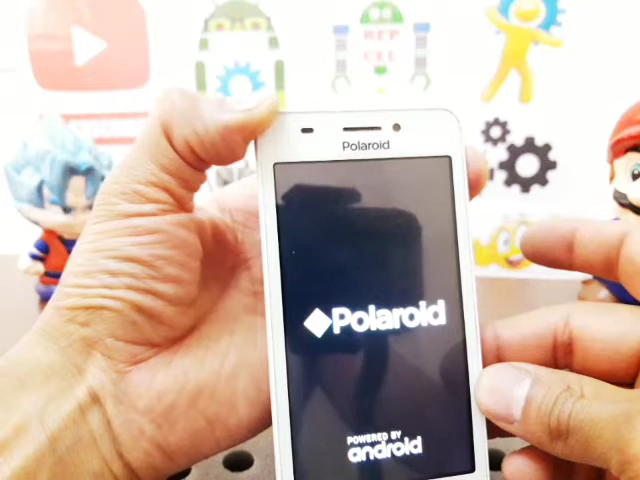 REP
CEL
Polaroid
Polaroid
POWERED BY
android